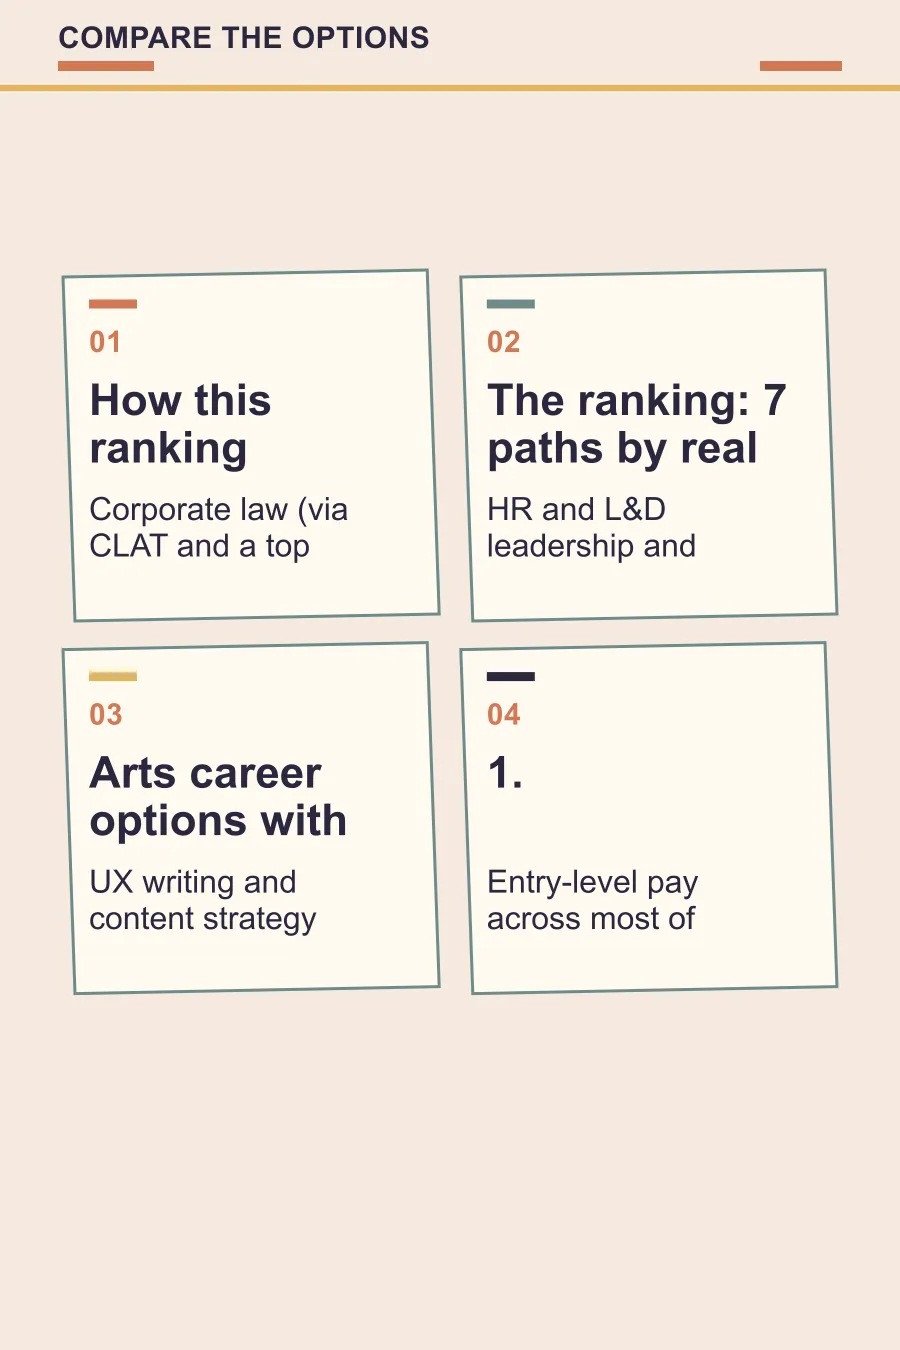 COMPARE THE OPTIONS
01
How this
ranking
Corporate law (via
CLAT and a top
02
The ranking: 7
paths by real
HR and L&D
leadership and
03
Arts career
options with
UX writing and
content strategy
04
1.
Entry-level pay
across most of